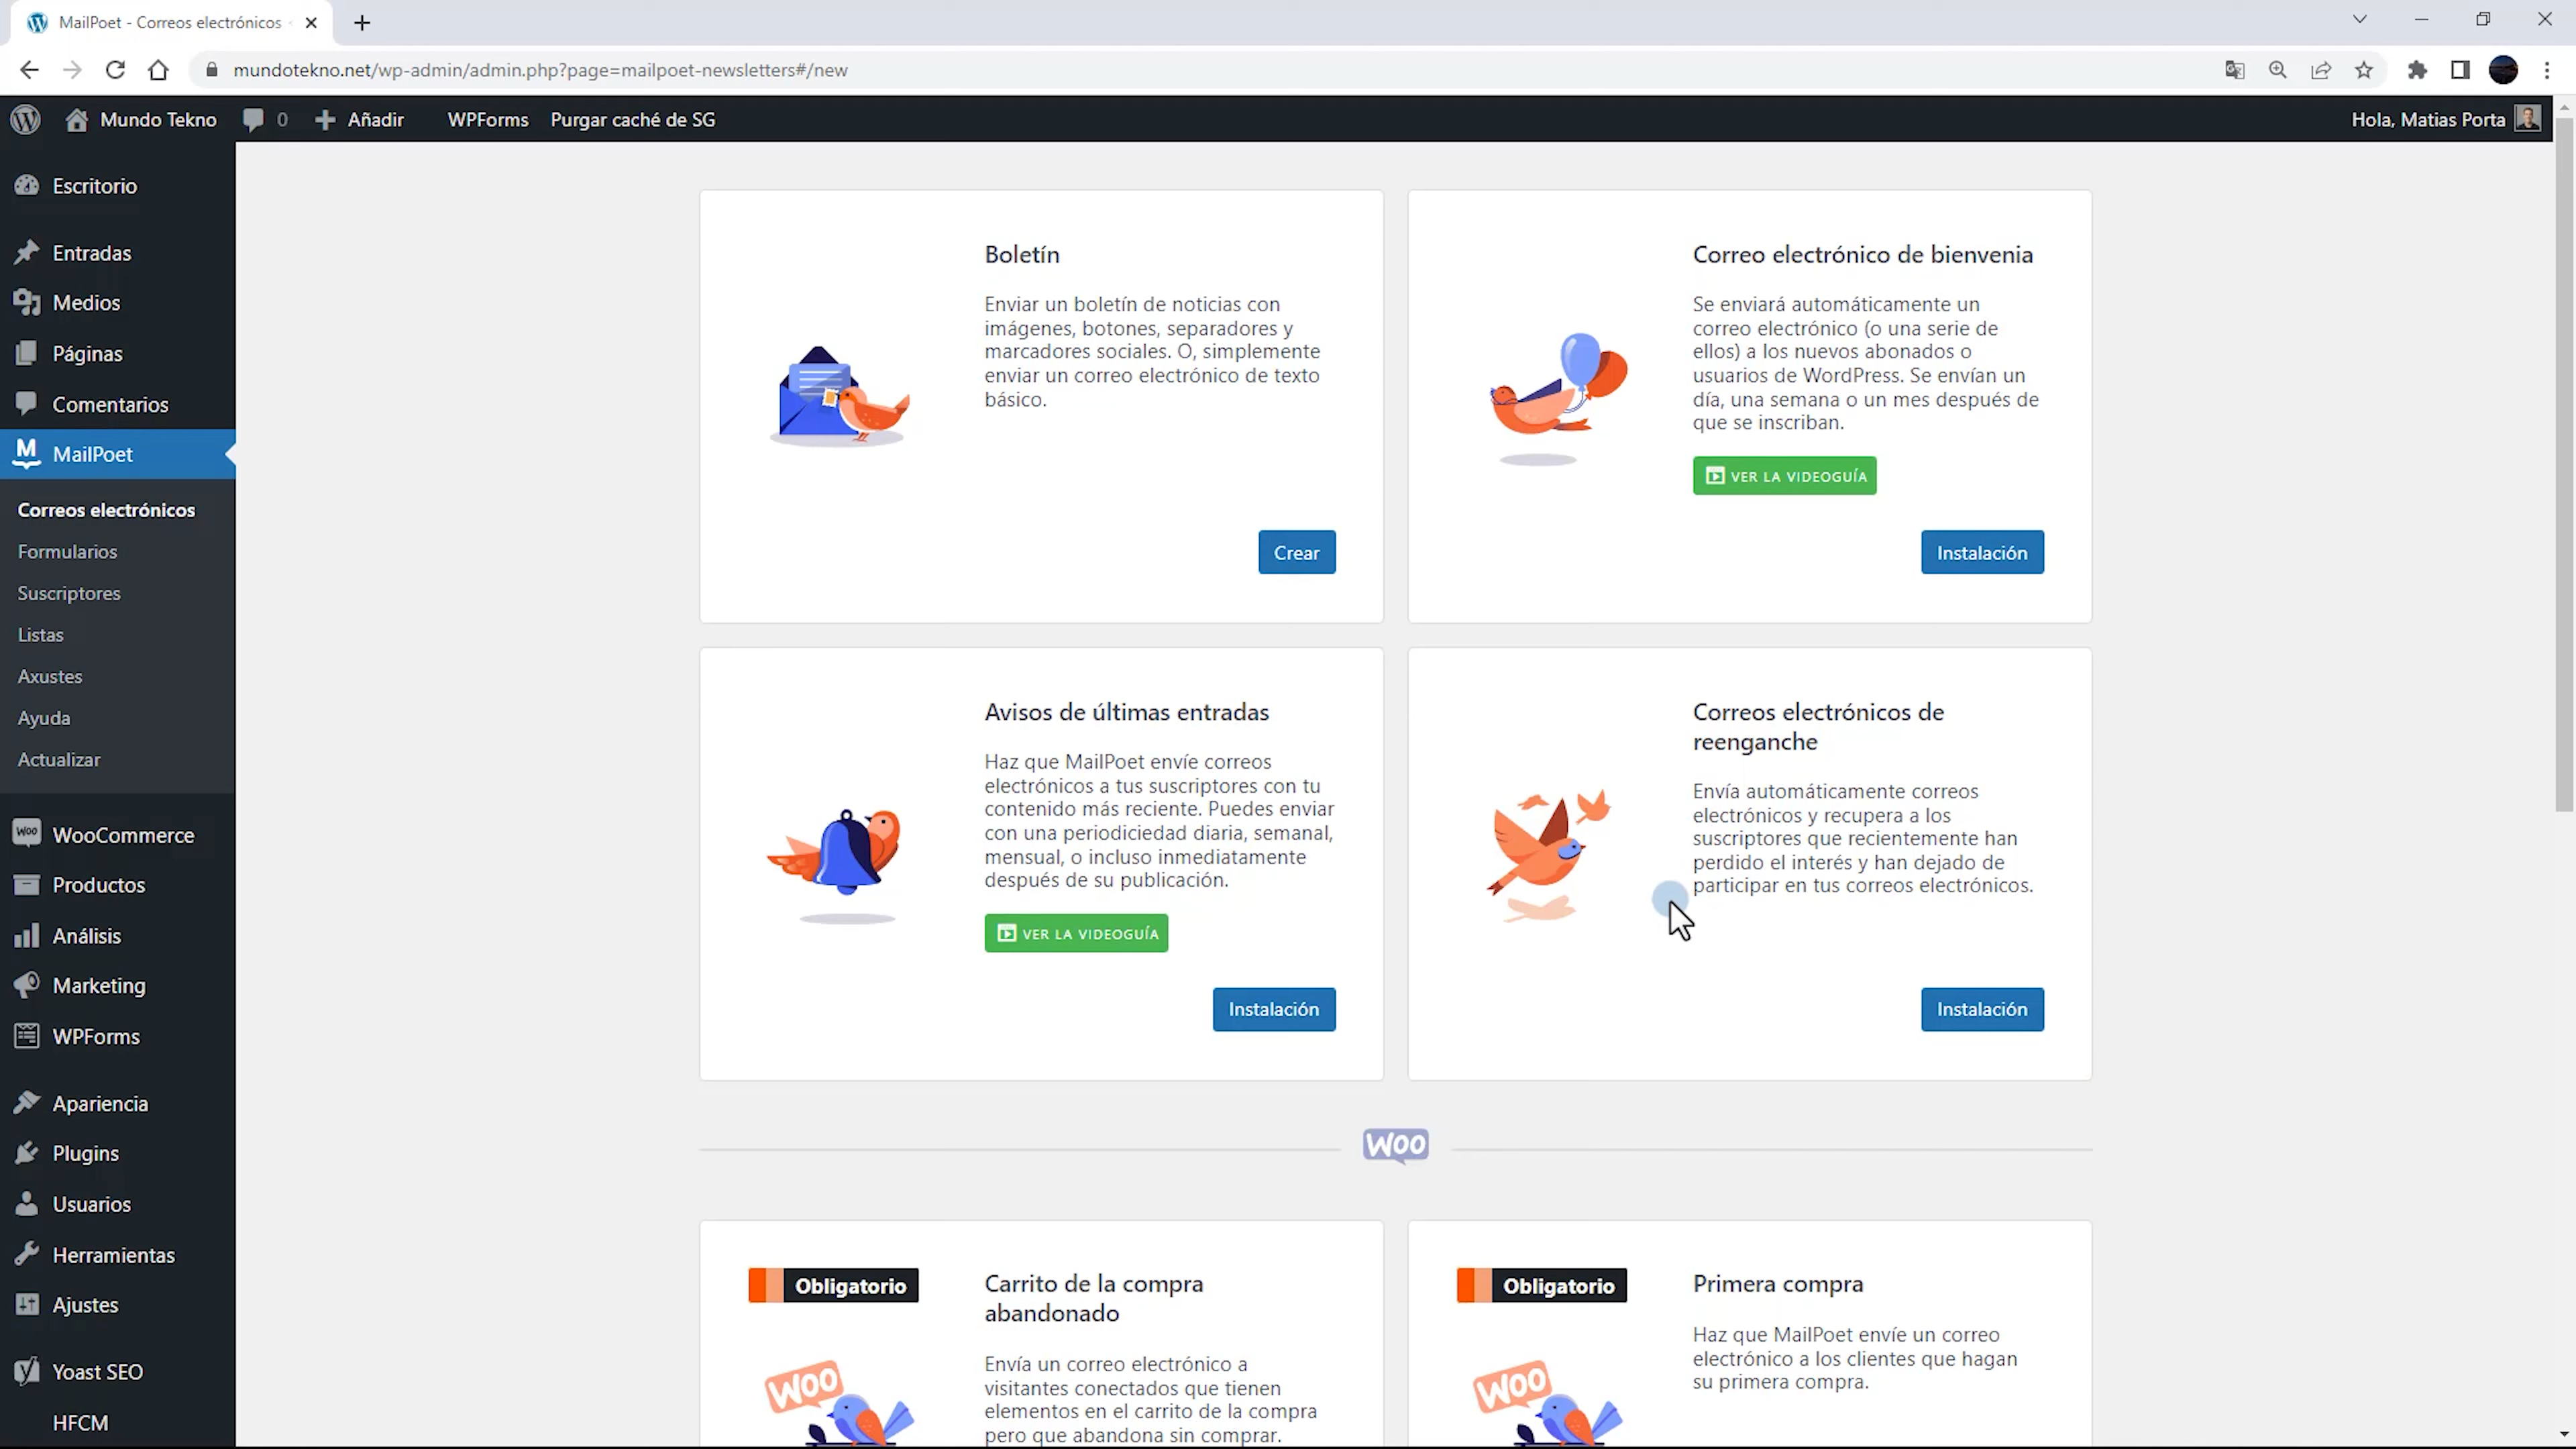 MailPoet - Correos electrónicos
mundotekno.net/wp-admin/admin.php?page=mailpoet-newsletters#/new
Mundo Tekno
0
Añadir
WPForms
Purgar caché de SG
Hola, Matias Porta
Escritorio
Entradas
Medios
Páginas
Comentarios
M MailPoet
Correos electrónicos
Formularios
Suscriptores
Listas
Axustes
Ayuda
Actualizar
Woo WooCommerce
Productos
Análisis
Marketing
WPForms
Apariencia
Plugins
Usuarios
Herramientas
Ajustes
Yoast SEO
HFCM
Boletín
Enviar un boletín de noticias con
imágenes, botones, separadores y
marcadores sociales. O, simplemente
enviar un correo electrónico de texto
básico.
Crear
Correo electrónico de bienvenia
Se enviará automáticamente un
correo electrónico (o una serie de
ellos) a los nuevos abonados o
usuarios de WordPress. Se envían un
día, una semana o un mes después de
que se inscriban.
VER LA VIDEOGUÍA
Instalación
Avisos de últimas entradas
Haz que MailPoet envíe correos
electrónicos a tus suscriptores con tu
contenido más reciente. Puedes enviar
con una periodiciedad diaria, semanal,
mensual, o incluso inmediatamente
después de su publicación.
VER LA VIDEOGUÍA
Instalación
Correos electrónicos de
reenganche
Envía automáticamente correos
electrónicos y recupera a los
suscriptores que recientemente han
perdido el interés y han dejado de
participar en tus correos electrónicos.
Instalación
Woo
Obligatorio
Carrito de la compra
abandonado
Envía un correo electrónico a
visitantes conectados que tienen
elementos en el carrito de la compra
pero que abandona sin comprar.
Woo
Obligatorio
Primera compra
Haz que MailPoet envíe un correo
electrónico a los clientes que hagan
su primera compra.
Woo